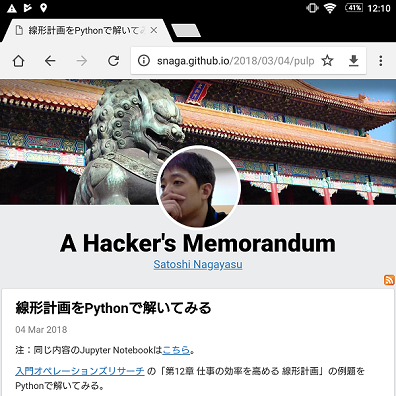 41% 12:10
線形計画をPythonで解いてみ
snaga.github.io/2018/03/04/pulp
A Hacker's Memorandum
Satoshi Nagayasu
線形計画をPythonで解いてみる
04 Mar 2018
注：同じ内容のJupyter Notebookはこちら。
入門オペレーションズリサーチ の「第12章 仕事の効率を高める 線形計画」の例題を
Pythonで解いてみる。